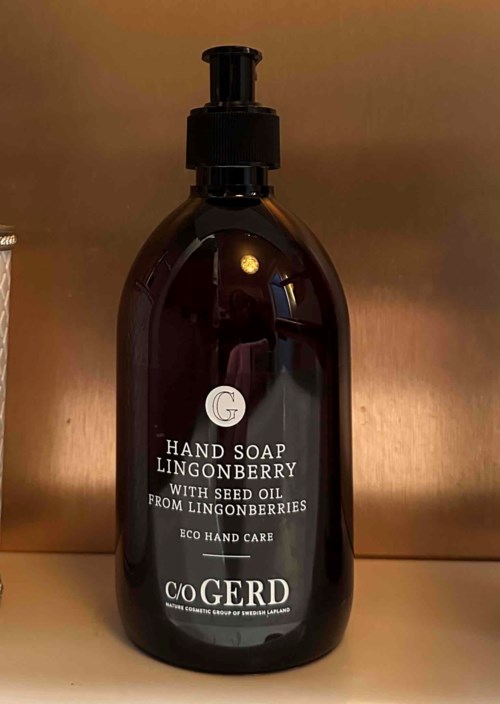 G
HAND SOAP
LINGONBERRY
WITH SEED OIL
FROM LINGONBERRIES
ECO HAND CARE
C/O GERD
NATURE COSMETIC GROUP OF SWEDISH LAPLAND